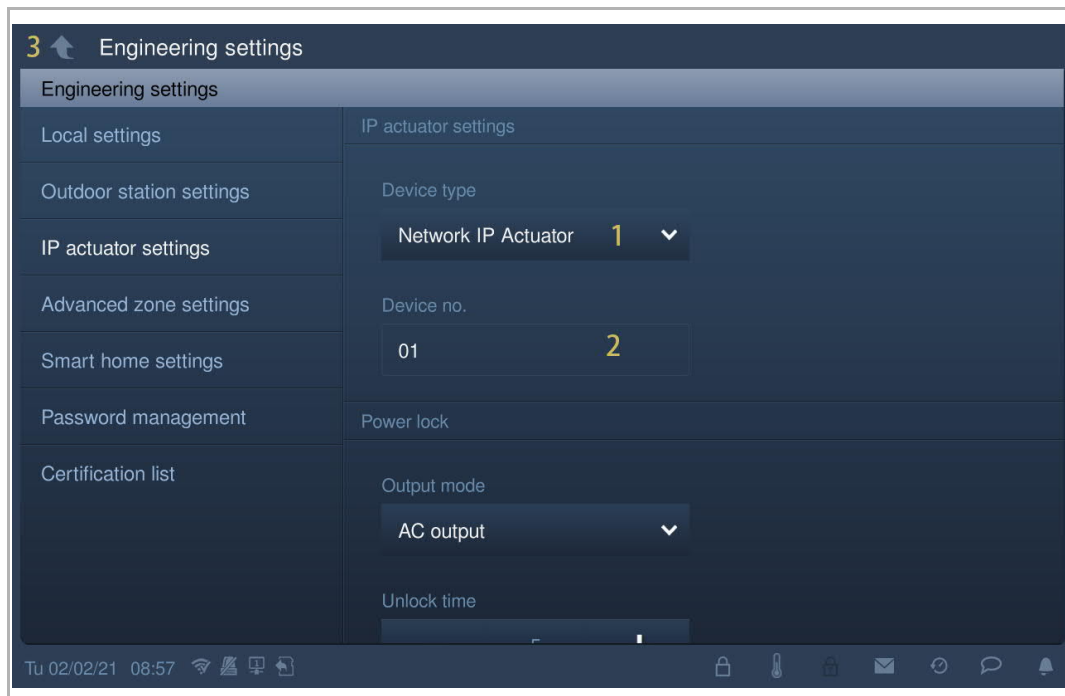 3 Engineering settings
Engineering settings
Local settings
Outdoor station settings
IP actuator settings
Advanced zone settings
Smart home settings
Password management
Certification list
IP actuator settings
Device type
Network IP Actuator 1
Device no.
01 2
Power lock
Output mode
AC output
Unlock time
Tu 02/02/21 08:57